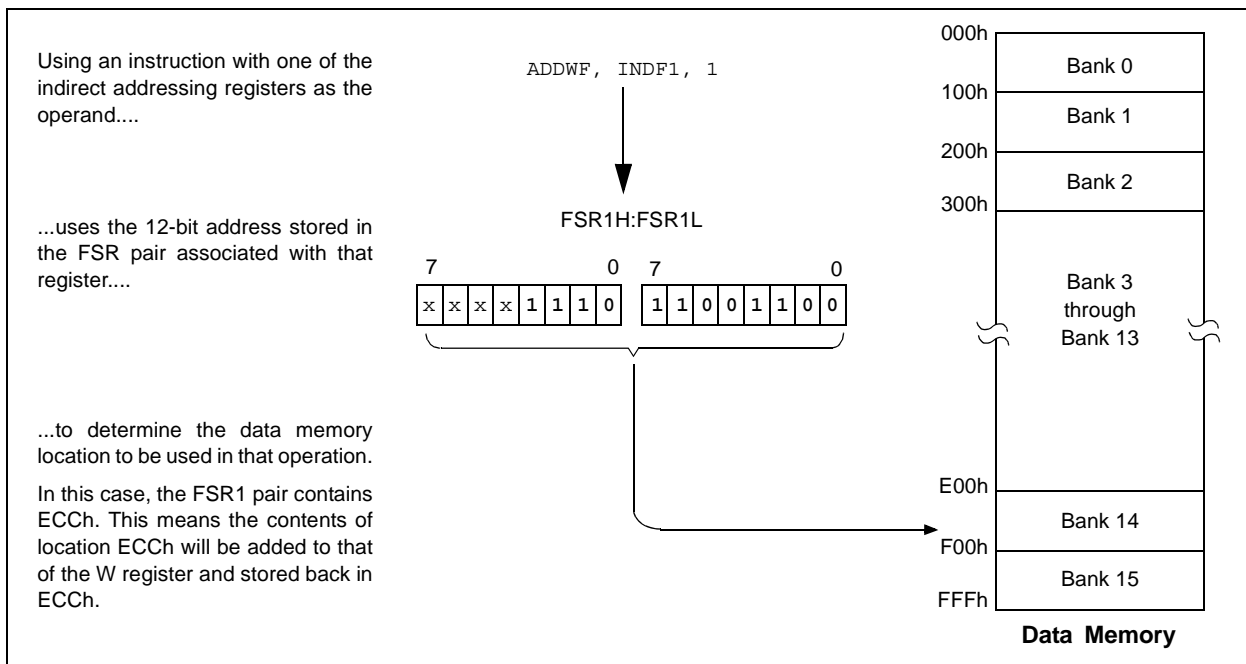 Using an instruction with one of the
indirect addressing registers as the
operand....
ADDWF, INDF1, 1
...uses the 12-bit address stored in
the FSR pair associated with that
register....
FSR1H:FSR1L
7 0 7 0
x x x x 1 1 1 0 1 1 0 0 1 1 0 0
...to determine the data memory
location to be used in that operation.
In this case, the FSR1 pair contains
ECCh. This means the contents of
location ECCh will be added to that
of the W register and stored back in
ECCh.
000h
Bank 0
100h
Bank 1
200h
Bank 2
300h
Bank 3
through
Bank 13
E00h
Bank 14
F00h
Bank 15
FFFh
Data Memory